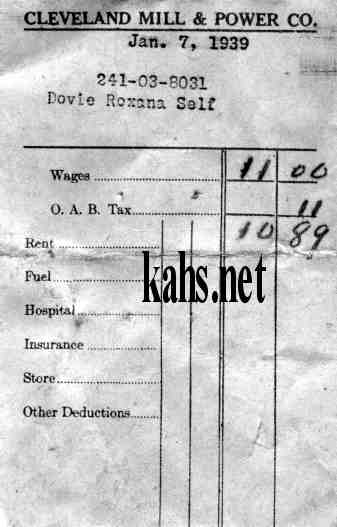 CLEVELAND MILL & POWER CO.
Jan. 7, 1939
241-03-8031
Dovie Roxana Self
Wages 11 00
O. A. B. Tax 11
10 89
Rent
Fuel
kahs.net
Hospital
Insurance
Store
Other Deductions